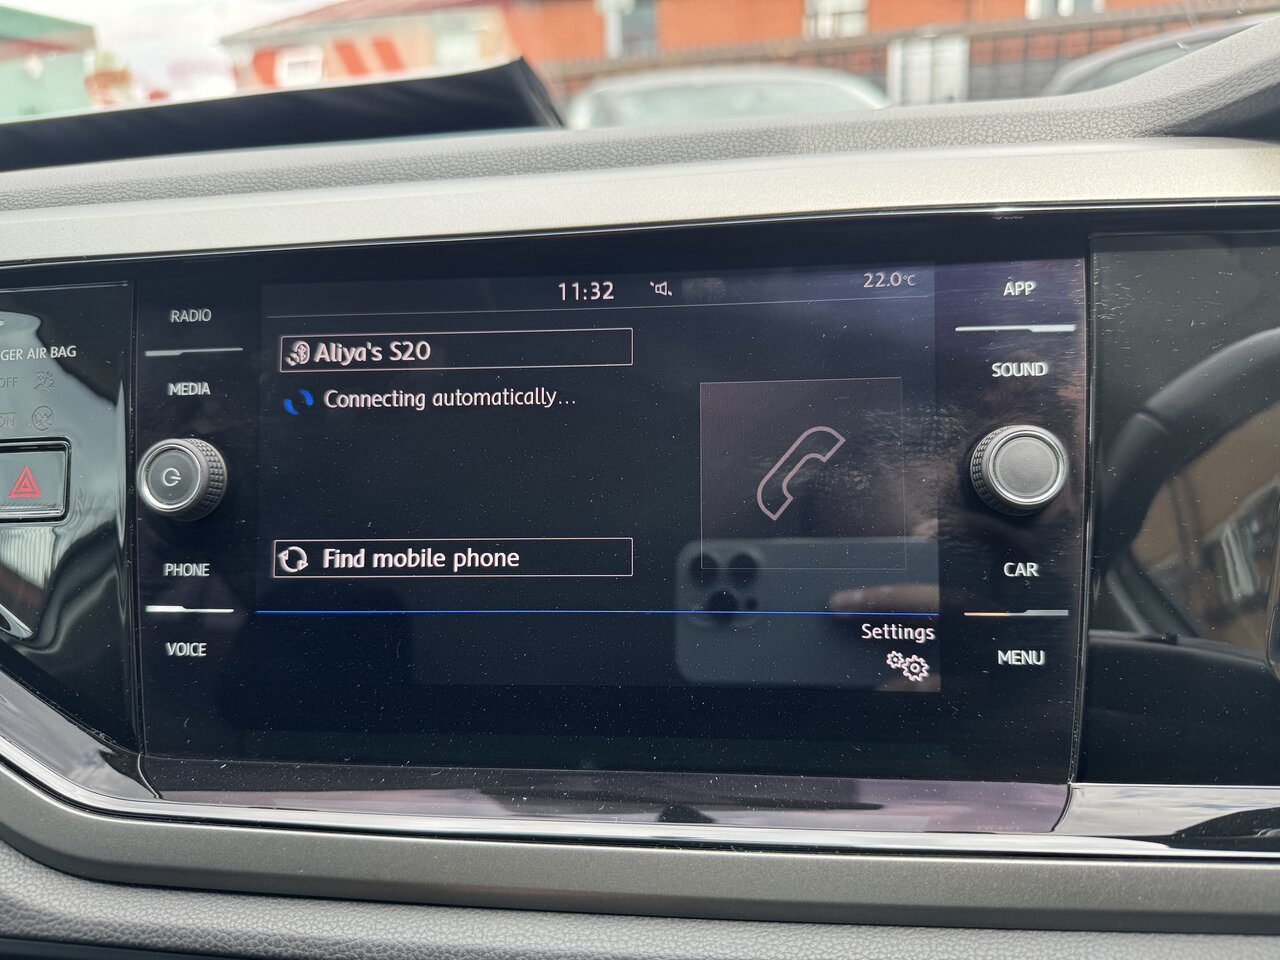 11:32
22.0°C
RADIO
MEDIA
PHONE
VOICE
GER AIR BAG
OFF
ON
Aliya's S20
Connecting automatically...
Find mobile phone
Settings
APP
SOUND
CAR
MENU